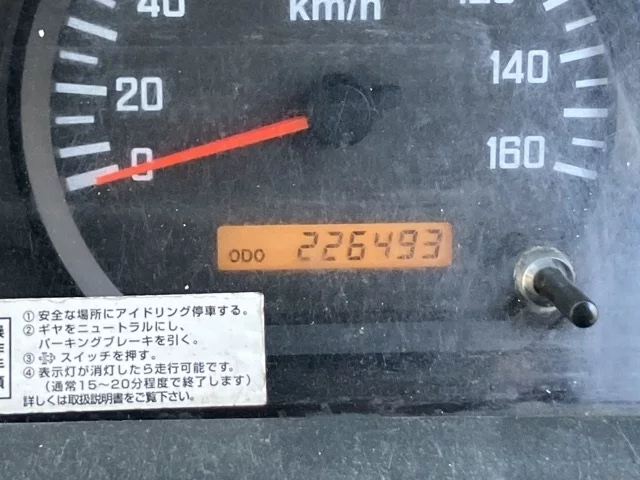 40
km/h
120
20
140
0
160
ODO 226493
① 安全な場所にアイドリング停車する。
② ギヤをニュートラルにし、
パーキングブレーキを引く。
③ スイッチを押す。
④ 表示灯が消灯したら走行可能です。
(通常15～20分程度で終了します)
詳しくは取扱説明書をご覧下さい。